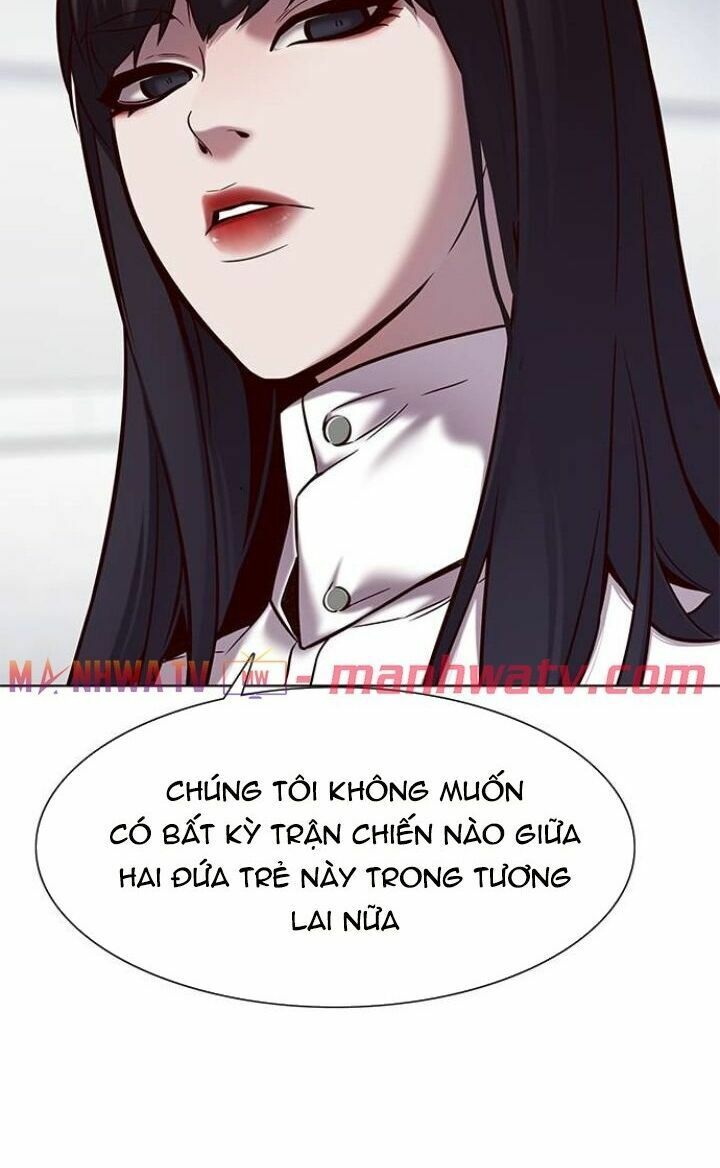 MANHWATV MW - manhwatv.com
CHÚNG TÔI KHÔNG MUỐN
CÓ BẤT KỲ TRẬN CHIẾN NÀO GIỮA
HAI ĐỨA TRẺ NÀY TRONG TƯƠNG
LAI NỮA